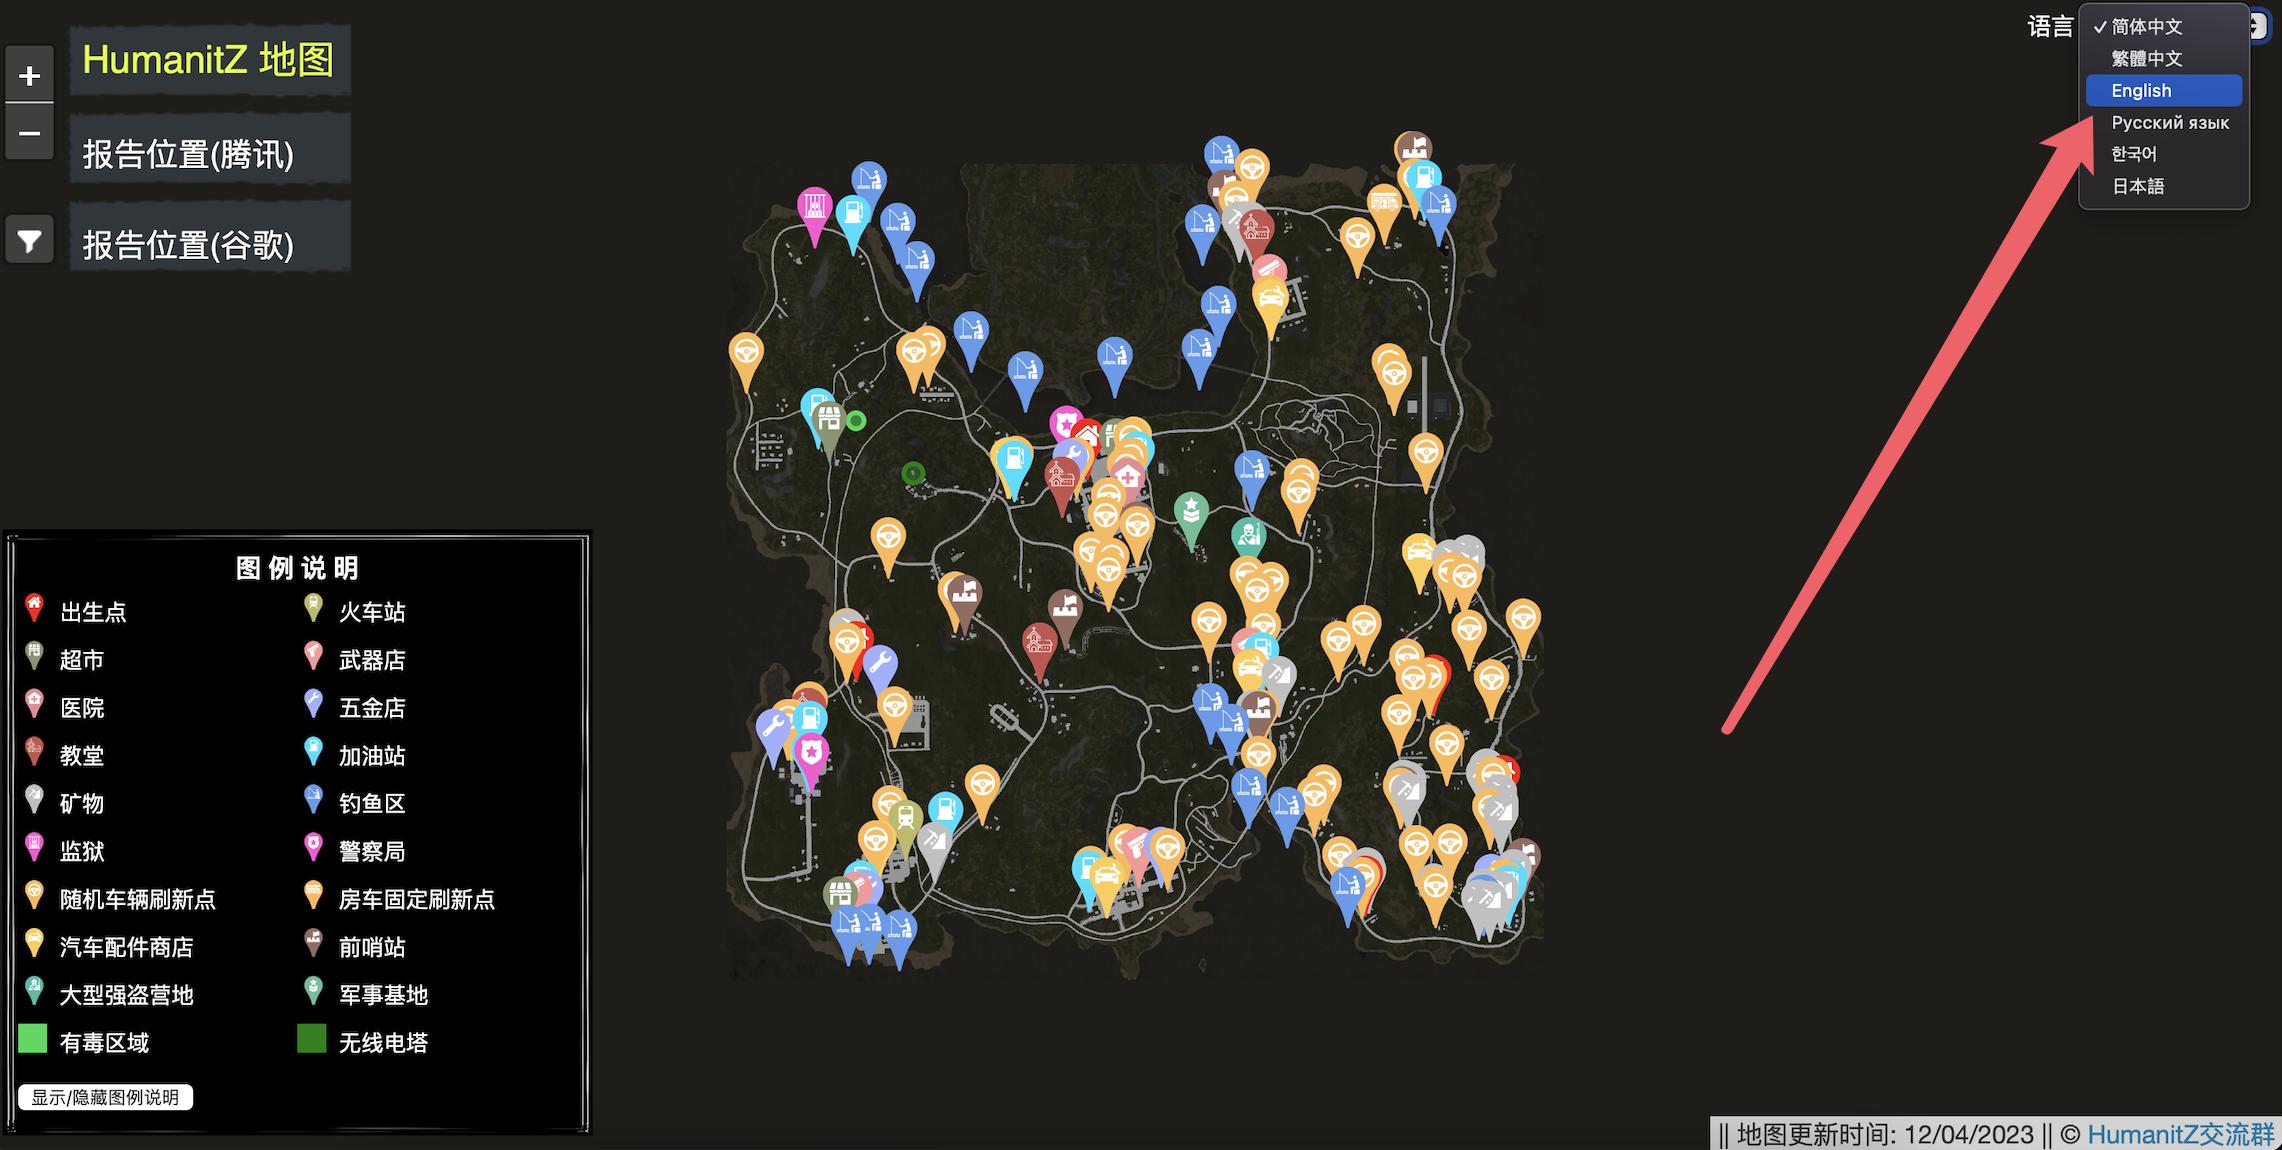 HumanitZ 地图
报告位置(腾讯)
报告位置(谷歌)
语言
✓ 简体中文
繁體中文
English
Русский язык
한국어
日本語
图例说明
出生点
火车站
超市
武器店
医院
五金店
教堂
加油站
矿物
钓鱼区
监狱
警察局
随机车辆刷新点
房车固定刷新点
汽车配件商店
前哨站
大型强盗营地
军事基地
有毒区域
无线电塔
显示/隐藏图例说明
|| 地图更新时间: 12/04/2023 || © HumanitZ交流群